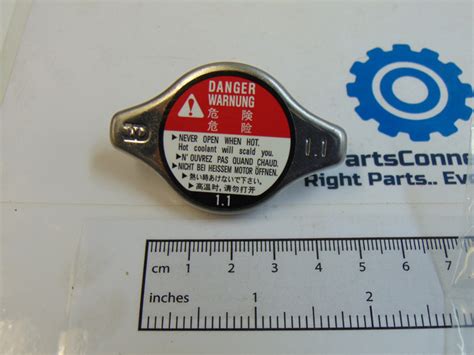 DANGER
WARNUNG
危 険
危 险
▶NEVER OPEN WHEN HOT.
Hot coolant will scald you.
▶N' OUVREZ PAS QUAND CHAUD.
▶NICHT BEI HEISSEM MOTOR ÖFFNEN.
▶熱い時あけないで下さい。
▶高温时，请勿打开
1.1
1.1
PartsConne
Right Parts.. Eve
cm 1 2 3 4 5 6 7
inches 1 2